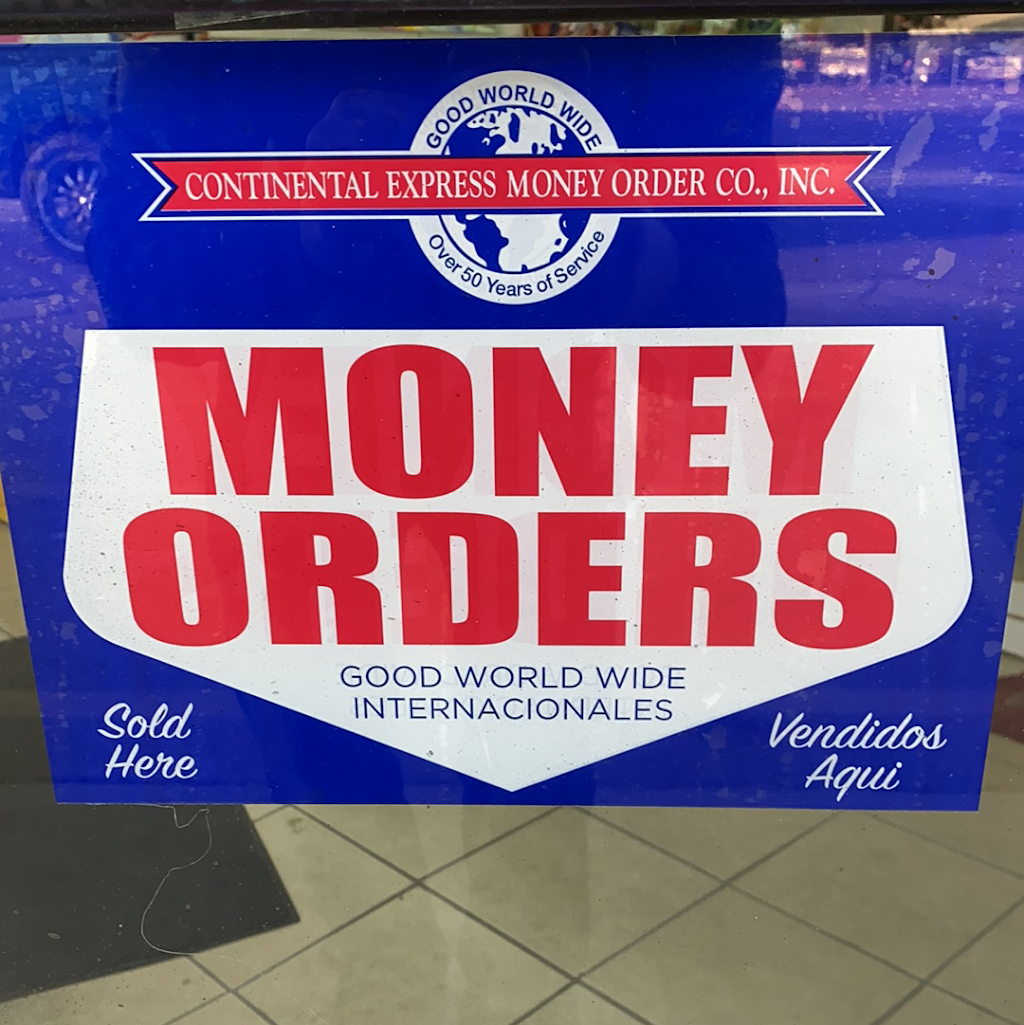 GOOD WORLD WIDE
CONTINENTAL EXPRESS MONEY ORDER CO., INC.
Over 50 Years of Service
MONEY
ORDERS
GOOD WORLD WIDE
INTERNACIONALES
Sold
Here
Vendidos
Aqui